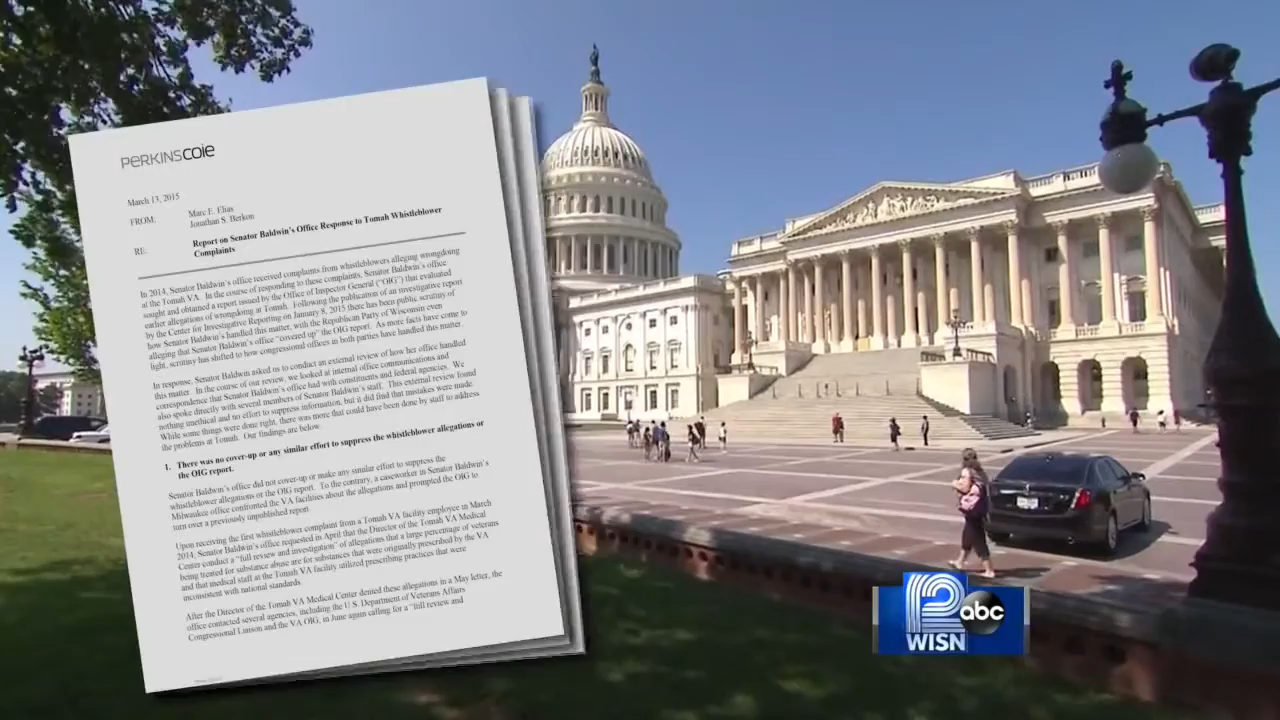 PERKINSCOIE
March 13, 2015
FROM: Marc E. Elias
Jonathan S. Berkon
RE: Report on Senator Baldwin's Office Response to Tomah Whistleblower
Complaints
In 2014, Senator Baldwin's office received complaints from whistleblowers alleging wrongdoing
at the Tomah VA. In the course of responding to those complaints, Senator Baldwin's office
sought and obtained a report issued by the Office of Inspector General ("OIG") that evaluated
earlier allegations of wrongdoing at Tomah. Following the publication of an investigative report
by the Center for Investigative Reporting on January 8, 2015 there has been public scrutiny of
how Senator Baldwin's handled this matter, with the Republican Party of Wisconsin even
alleging that Senator Baldwin's office "covered up" the OIG report. As more facts have come to
light, scrutiny has shifted to how congressional offices in both parties have handled this matter.
In response, Senator Baldwin asked us to conduct an external review of how her office handled
this matter. In the course of our review, we looked at internal office communications and
correspondence that Senator Baldwin's office had with constituents and federal agencies. We
also spoke directly with several members of Senator Baldwin's staff. This external review found
nothing unethical and no effort to suppress information, but it did find that mistakes were made.
While some things were done right, there was more that could have been done by staff to address
the problems at Tomah. Our findings are below.
1. There was no cover-up or any similar effort to suppress the whistleblower allegations or
the OIG report.
Senator Baldwin's office did not cover-up or make any similar effort to suppress the
whistleblower allegations or the OIG report. To the contrary, a caseworker in Senator Baldwin's
Milwaukee office confronted the VA facilities about the allegations and prompted the OIG to
turn over a previously unpublished report.
Upon receiving the first whistleblower complaint from a Tomah VA facility employee in March
2014, Senator Baldwin's office requested in April that the Director of the Tomah VA Medical
Center conduct a "full review and investigation" of allegations that a large percentage of veterans
being treated for substance abuse are for substances that were originally prescribed by the VA
and that medical staff at the Tomah VA facility utilized prescribing practices that were
inconsistent with national standards.
After the Director of the Tomah VA Medical Center denied these allegations in a May letter, the
office contacted several agencies, including the U.S. Department of Veterans Affairs
Congressional Liaison and the VA OIG, in June again calling for a "full review and
12
abc
WISN